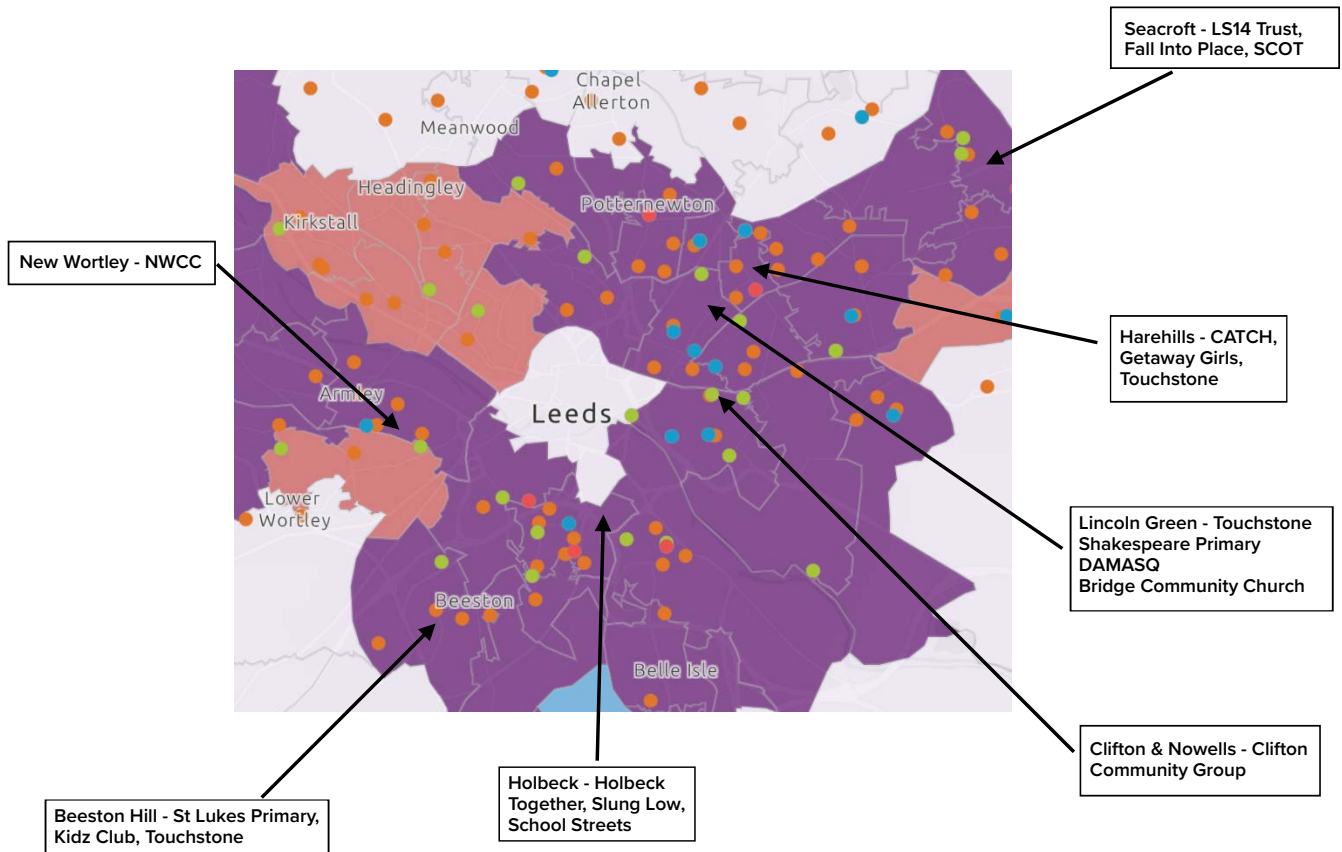 Seacroft - LS14 Trust,
Fall Into Place, SCOT
Chapel
Allerton
Meanwood
Headingley
Potternewton
Kirkstall
New Wortley - NWCC
Harehills - CATCH,
Getaway Girls,
Touchstone
Armley
Leeds
Lower
Wortley
Lincoln Green - Touchstone
Shakespeare Primary
DAMASQ
Bridge Community Church
Beeston
Belle Isle
Clifton & Nowells - Clifton
Community Group
Holbeck - Holbeck
Together, Slung Low,
School Streets
Beeston Hill - St Lukes Primary,
Kidz Club, Touchstone